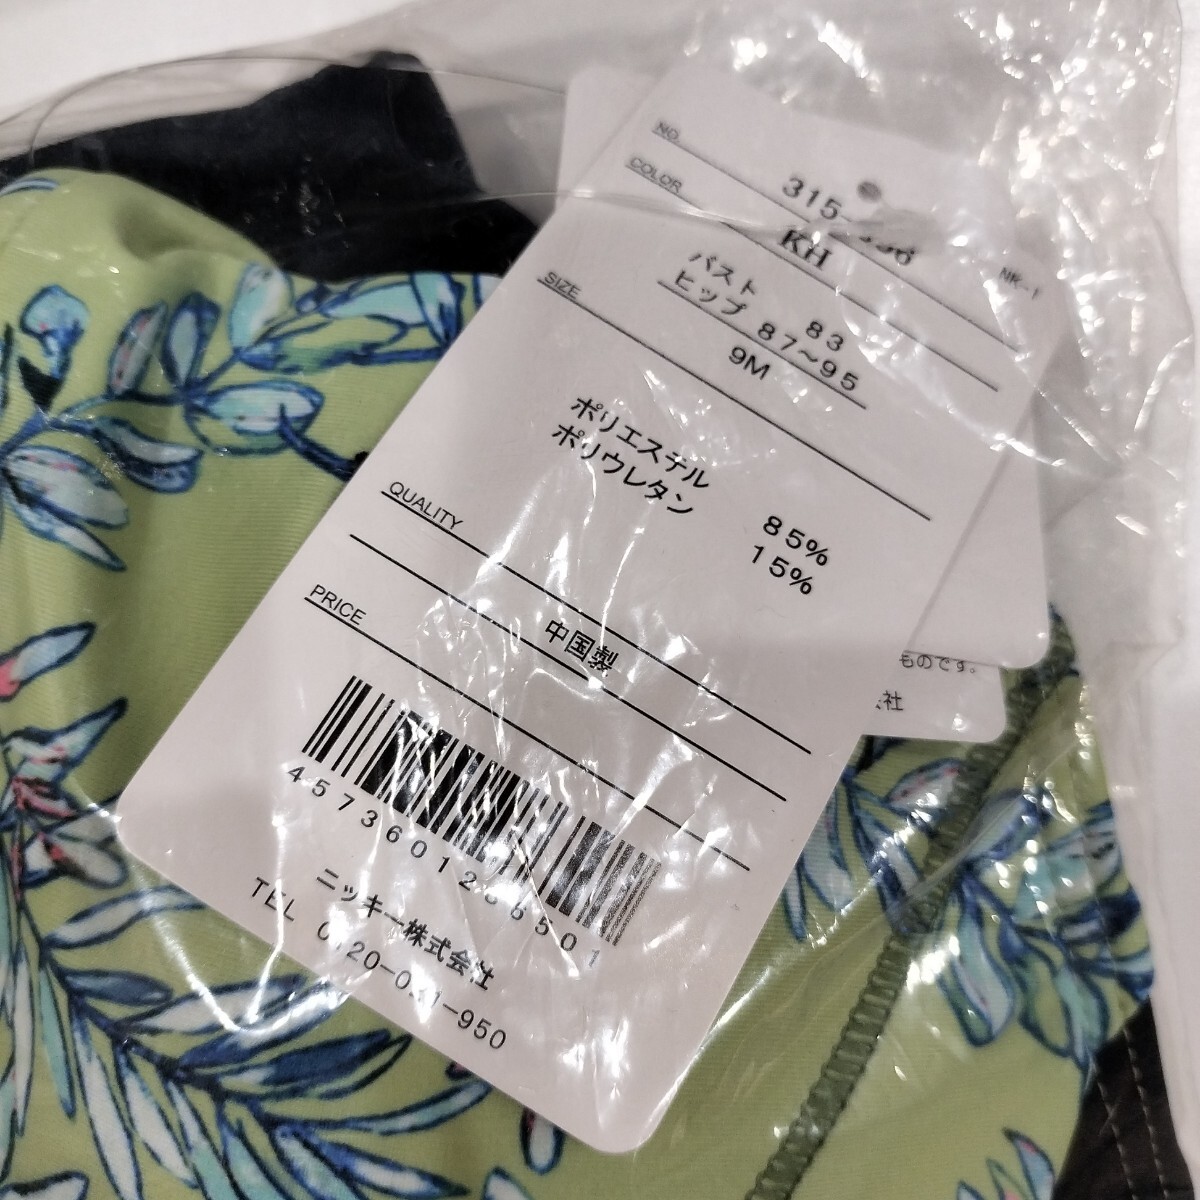 NO.
315-
COLOR
KH
NK-1
バスト 83
ヒップ 87〜95
SIZE
9M
ポリエステル 85%
ポリウレタン 15%
QUALITY
中国製
PRICE
ものです。
社
ニッキー株式会社
TEL